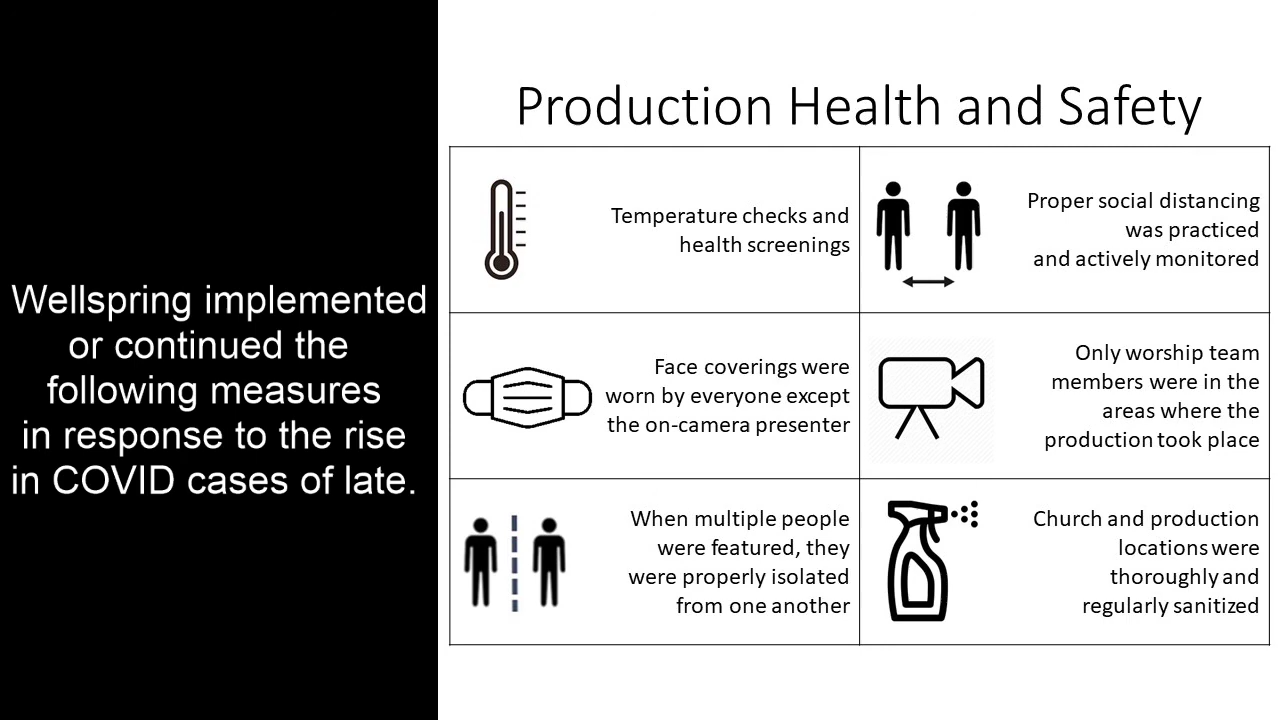 Wellspring implemented
or continued the
following measures
in response to the rise
in COVID cases of late.
Production Health and Safety
Temperature checks and
health screenings
Proper social distancing
was practiced
and actively monitored
Face coverings were
worn by everyone except
the on-camera presenter
Only worship team
members were in the
areas where the
production took place
When multiple people
were featured, they
were properly isolated
from one another
Church and production
locations were
thoroughly and
regularly sanitized